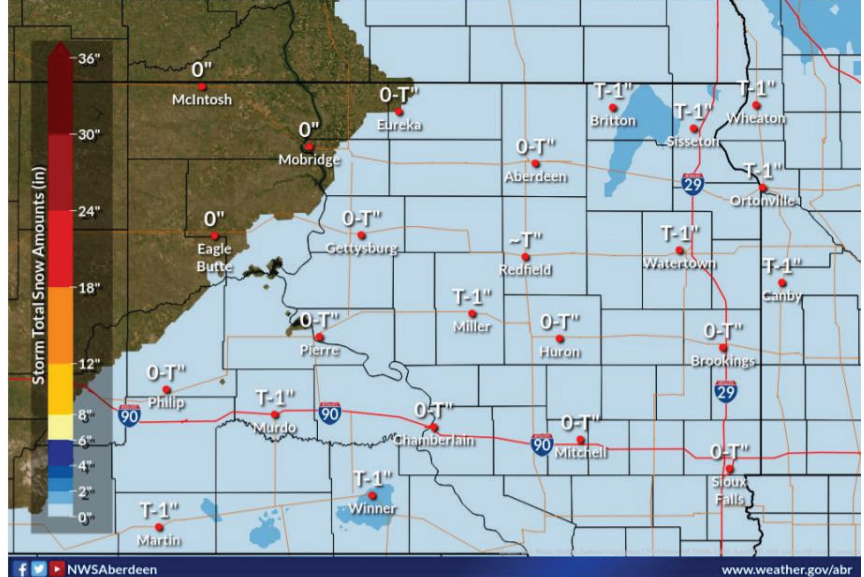 Storm Total Snow Amounts (in)
36"
30"
24"
18"
12"
8"
6"
4"
2"
0"
0"
McIntosh
0-T"
Eureka
T-1"
Britton
T-1"
Sisseton
T-1"
Wheaton
0"
Mobridge
0-T"
Aberdeen
T-1"
Ortonville
29
0"
Eagle
Butte
0-T"
Gettysburg
~T"
Redfield
T-1"
Watertown
T-1"
Canby
0-T"
Pierre
T-1"
Miller
0-T"
Huron
0-T"
Brookings
0-T"
Philip
90
T-1"
Murdo
90
0-T"
Chamberlain
90
0-T"
Mitchell
29
0-T"
Sioux
Falls
T-1"
Martin
T-1"
Winner
NWSAberdeen
www.weather.gov/abr